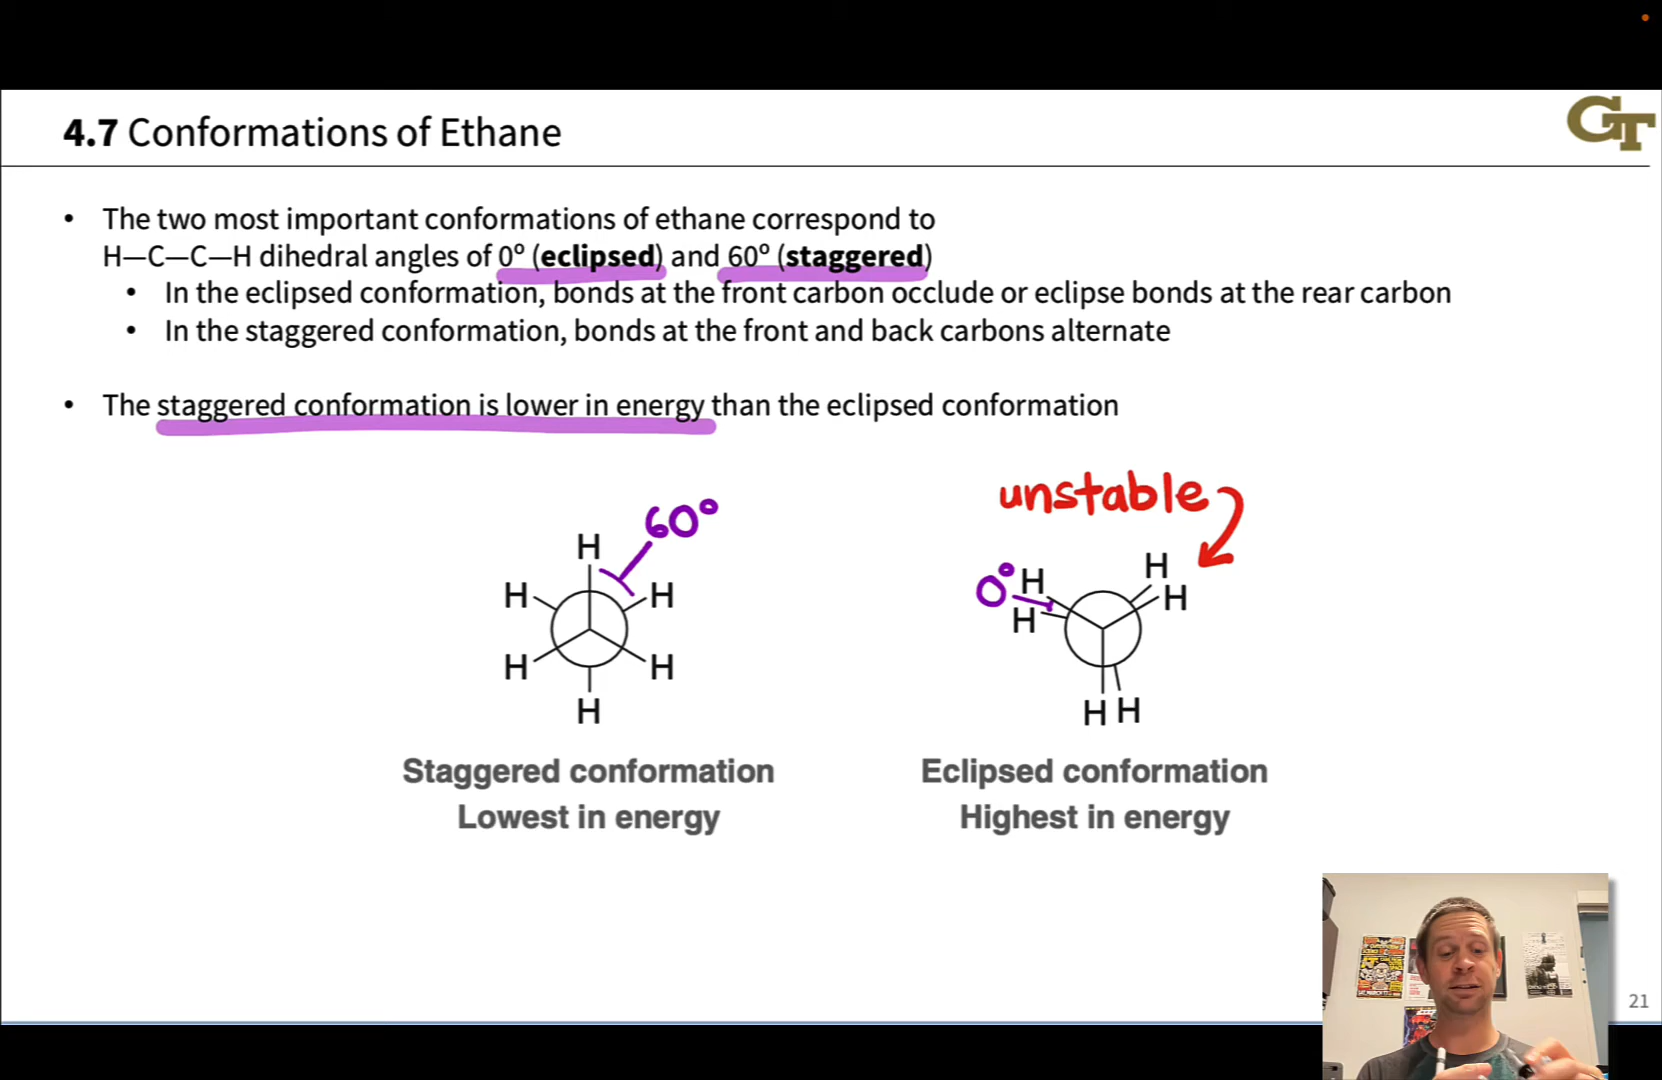 4.7 Conformations of Ethane
GT
• The two most important conformations of ethane correspond to
H—C—C—H dihedral angles of 0º (eclipsed) and 60º (staggered)
• In the eclipsed conformation, bonds at the front carbon occlude or eclipse bonds at the rear carbon
• In the staggered conformation, bonds at the front and back carbons alternate
• The staggered conformation is lower in energy than the eclipsed conformation
60°
H
H
H
H
H
H
unstable
0°
H
H
H
H
H H
Staggered conformation
Lowest in energy
Eclipsed conformation
Highest in energy
21